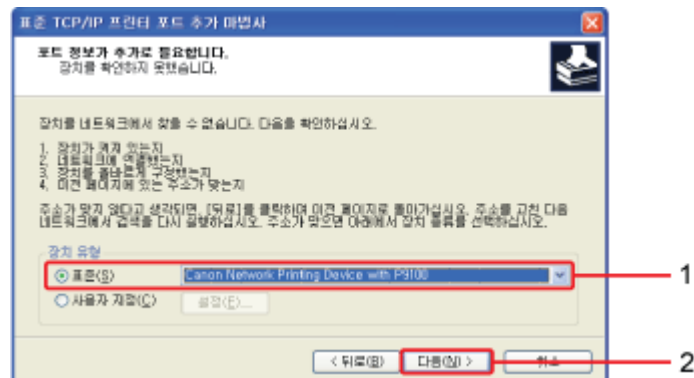 표준 TCP/IP 프린터 포트 추가 마법사
포트 정보가 추가로 필요합니다.
장치를 확인하지 못했습니다.
장치를 네트워크에서 찾을 수 없습니다. 다음을 확인하십시오.
1. 장치가 켜져 있는지
2. 네트워크에 연결됐는지
3. 장치를 올바르게 구성했는지
4. 이전 페이지에 있는 주소가 맞는지
주소가 맞지 않다고 생각되면, [뒤로]를 클릭하여 이전 페이지로 돌아가십시오. 주소를 고친 다음
네트워크에서 검색을 다시 실행하십시오. 주소가 맞으면 아래에서 장치 종류를 선택하십시오.
장치 유형
표준(S) Canon Network Printing Device with P9100
1
사용자 지정(C) 설정(E)...
< 뒤로(B) 다음(N) > 취소
2